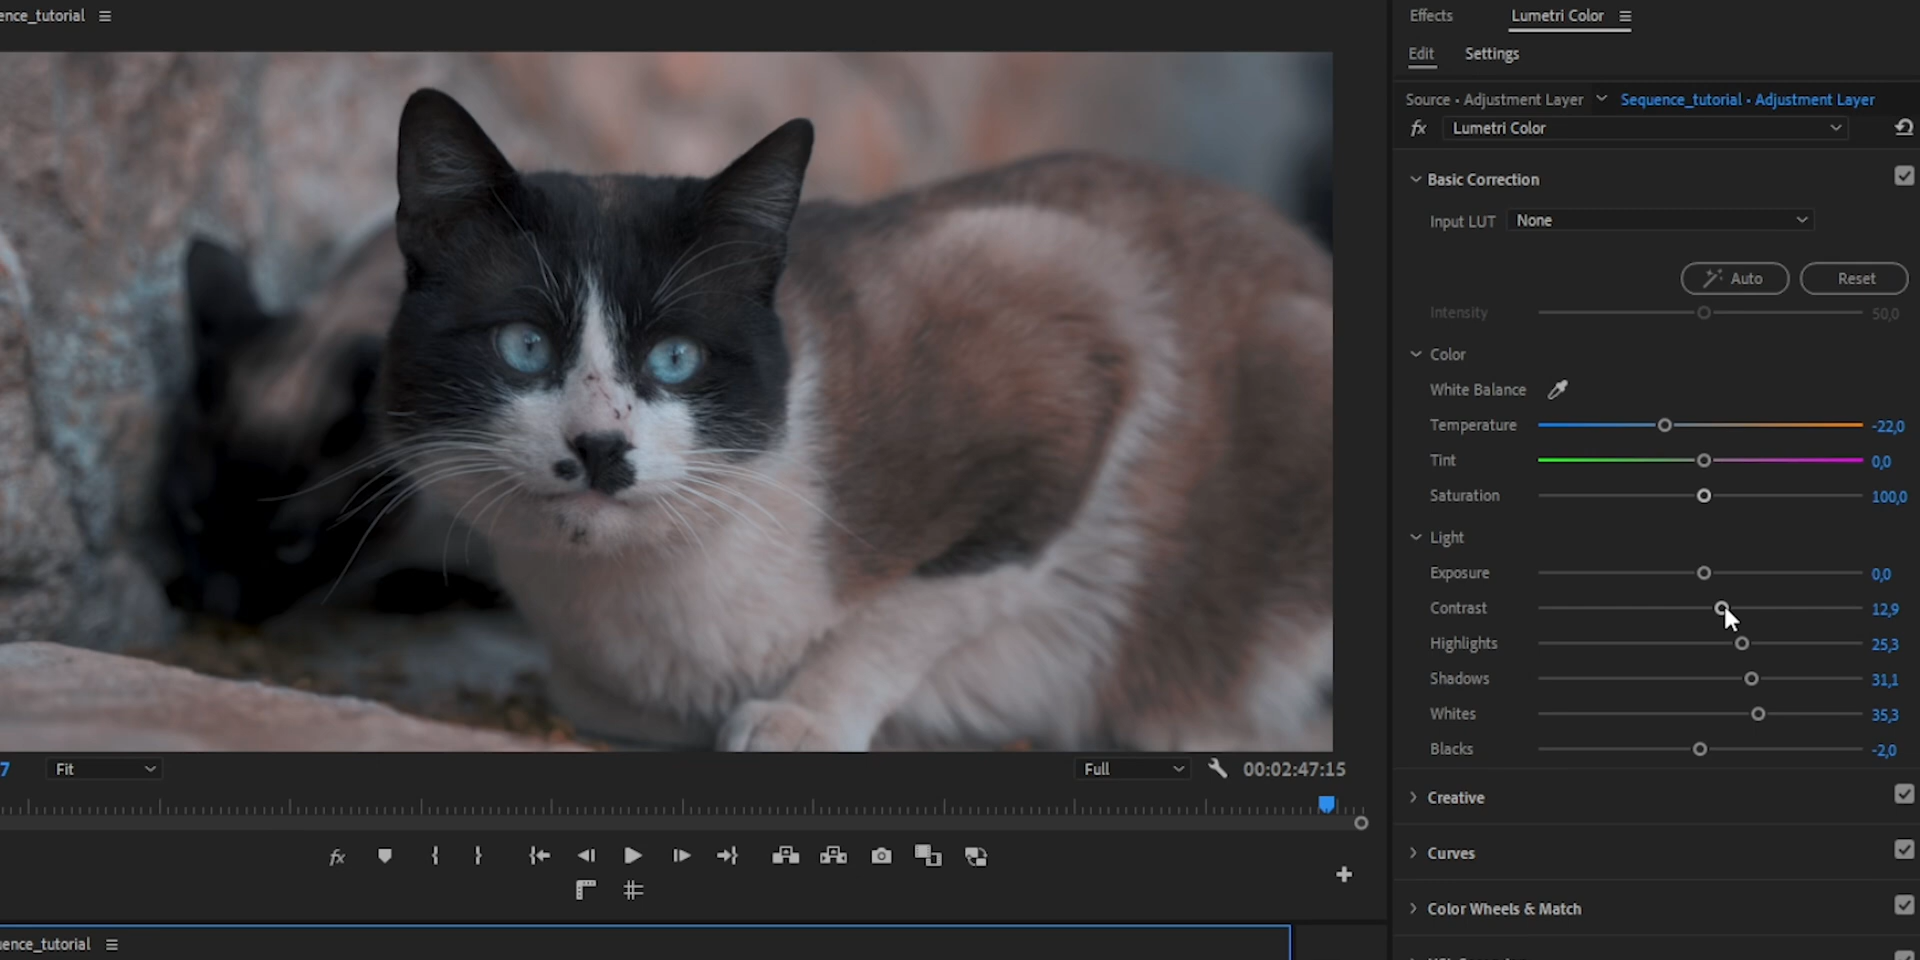 ence_tutorial
Effects
Lumetri Color
Edit
Settings
Source • Adjustment Layer
Sequence_tutorial • Adjustment Layer
fx
Lumetri Color
Basic Correction
Input LUT
None
Auto
Reset
Intensity
50,0
Color
White Balance
Temperature
-22,0
Tint
0,0
Saturation
100,0
Light
Exposure
0,0
Contrast
12,9
Highlights
25,3
Shadows
31,1
Whites
35,3
Blacks
-2,0
Creative
Curves
Color Wheels & Match
7
Fit
Full
00:02:47:15
fx
uence_tutorial